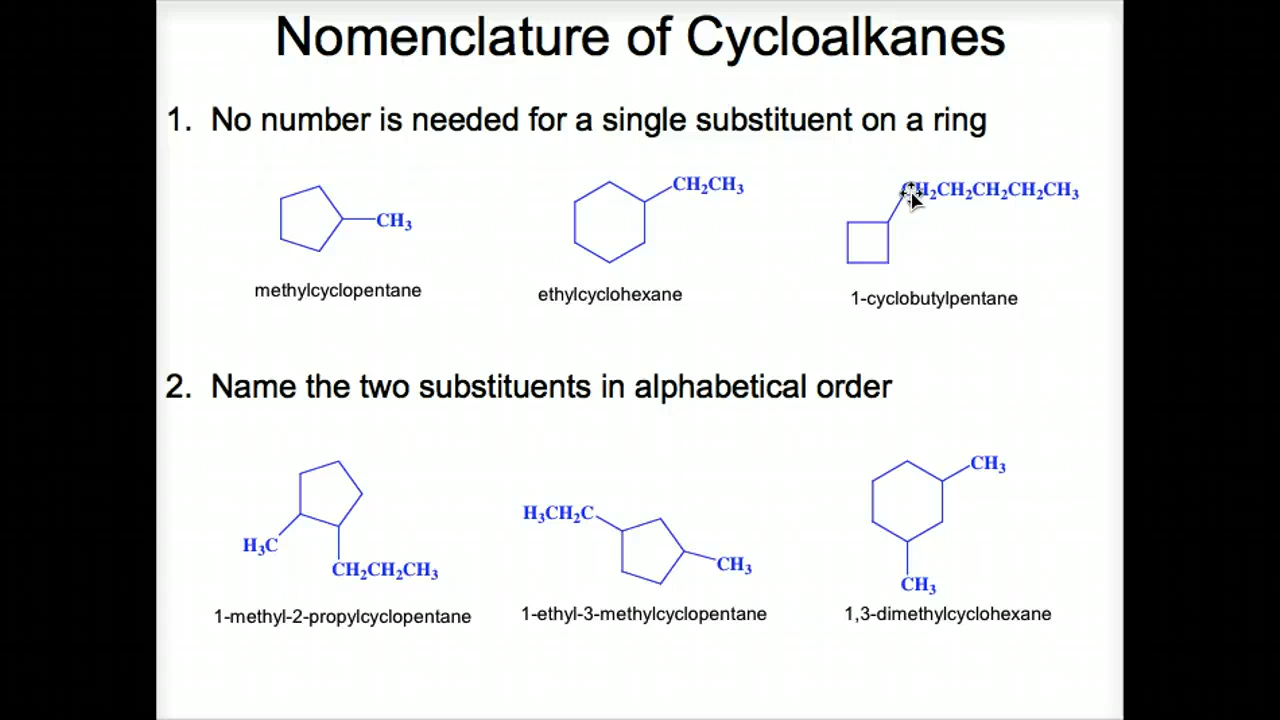 Nomenclature of Cycloalkanes
1. No number is needed for a single substituent on a ring
CH₃
CH₂CH₃
CH₂CH₂CH₂CH₂CH₃
methylcyclopentane
ethylcyclohexane
1-cyclobutylpentane
2. Name the two substituents in alphabetical order
H₃C
CH₂CH₂CH₃
H₃CH₂C
CH₃
CH₃
CH₃
1-methyl-2-propylcyclopentane
1-ethyl-3-methylcyclopentane
1,3-dimethylcyclohexane